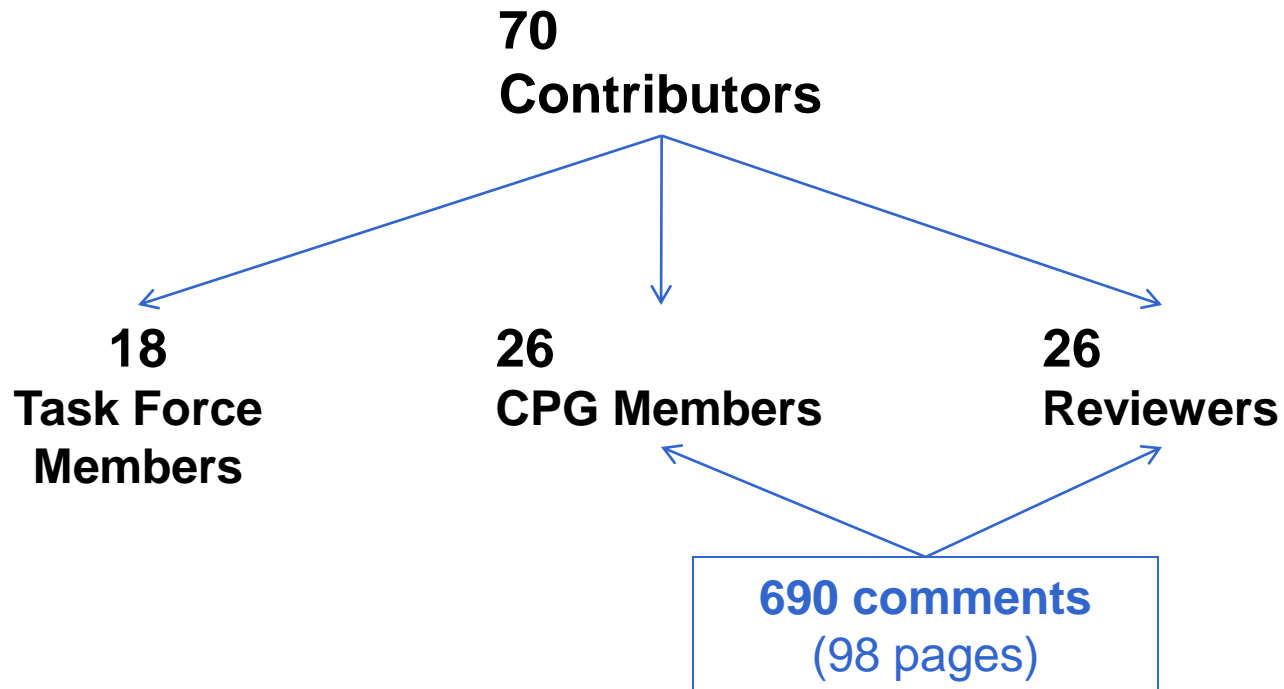 70
Contributors
18
Task Force
Members
26
CPG Members
26
Reviewers
690 comments
(98 pages)